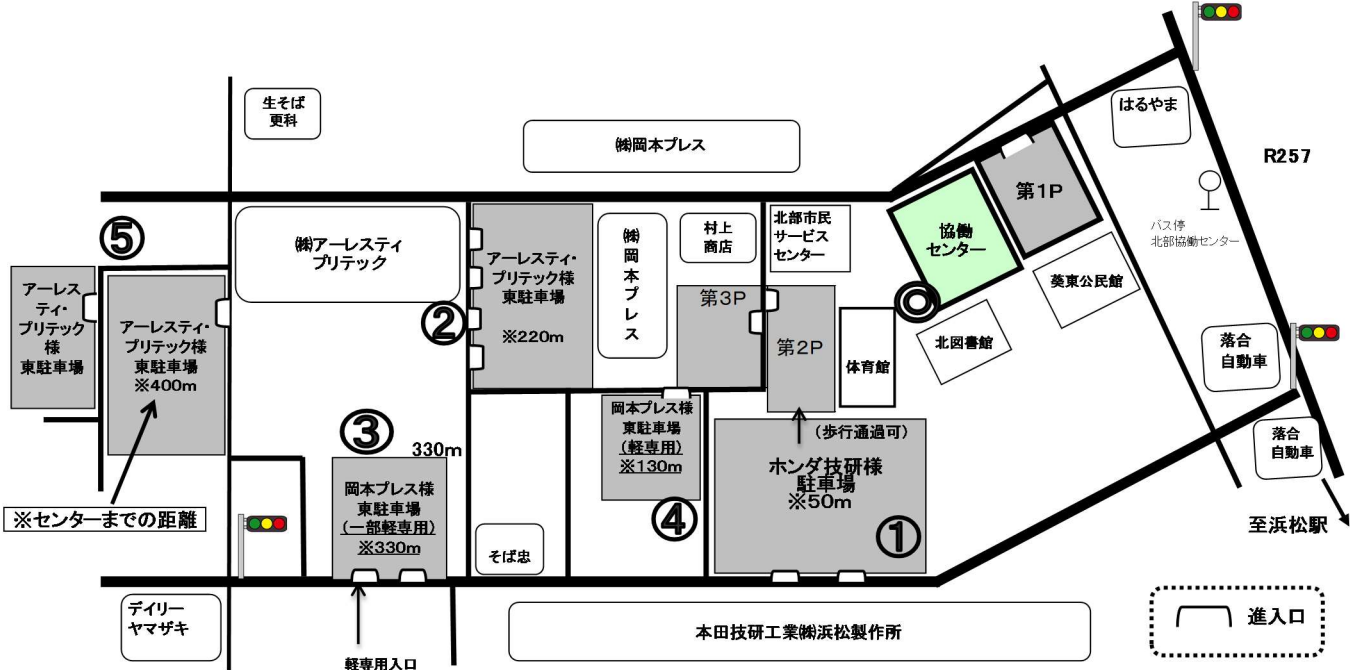 生そば
更科
㈱岡本プレス
はるやま
R257
第1P
バス停
北部協働センター
協働
センター
北部市民
サービス
センター
村上
商店
㈱岡本プレス
アーレスティ・
プリテック様
東駐車場
※220m
㈱アーレスティ
プリテック
⑤
アーレス
ティ・
プリテック
様
東駐車場
アーレスティ・
プリテック様
東駐車場
※400m
②
第3P
第2P
体育館
◎
北図書館
葵東公民館
落合
自動車
落合
自動車
至浜松駅
③
330m
岡本プレス様
東駐車場
(一部軽専用)
※330m
岡本プレス様
東駐車場
(軽専用)
※130m
④
(歩行通過可)
ホンダ技研様
駐車場
※50m
①
※センターまでの距離
そば忠
デイリー
ヤマザキ
軽専用入口
本田技研工業㈱浜松製作所
進入口